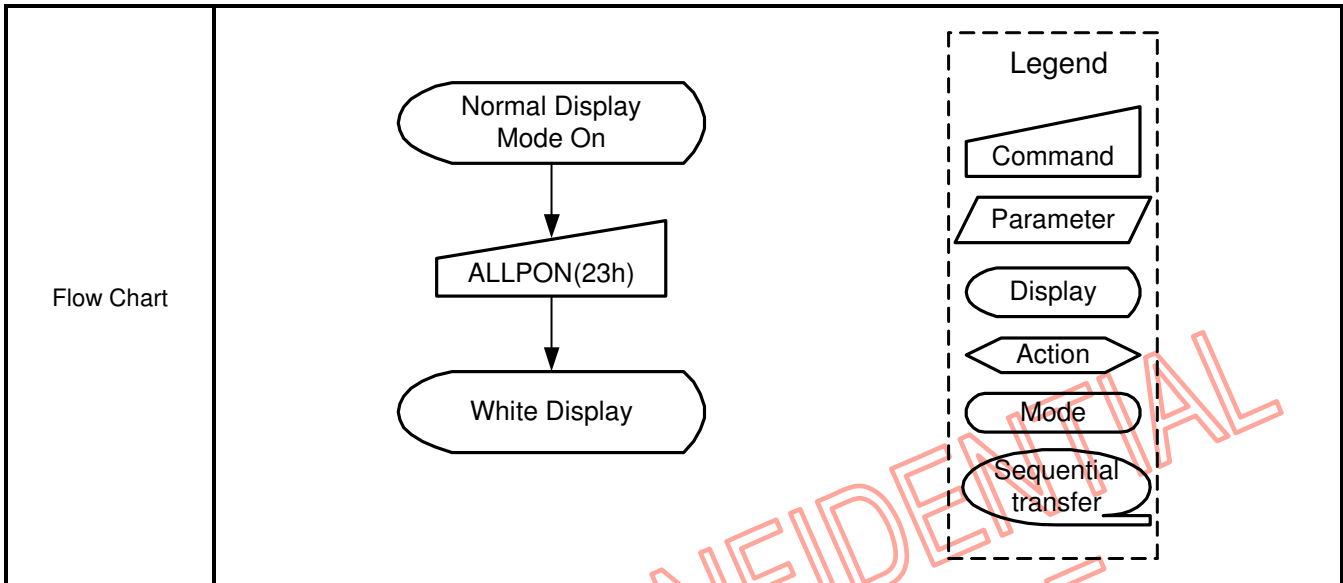 Flow Chart
Normal Display
Mode On
ALLPON(23h)
White Display
Legend
Command
Parameter
Display
Action
Mode
Sequential
transfer